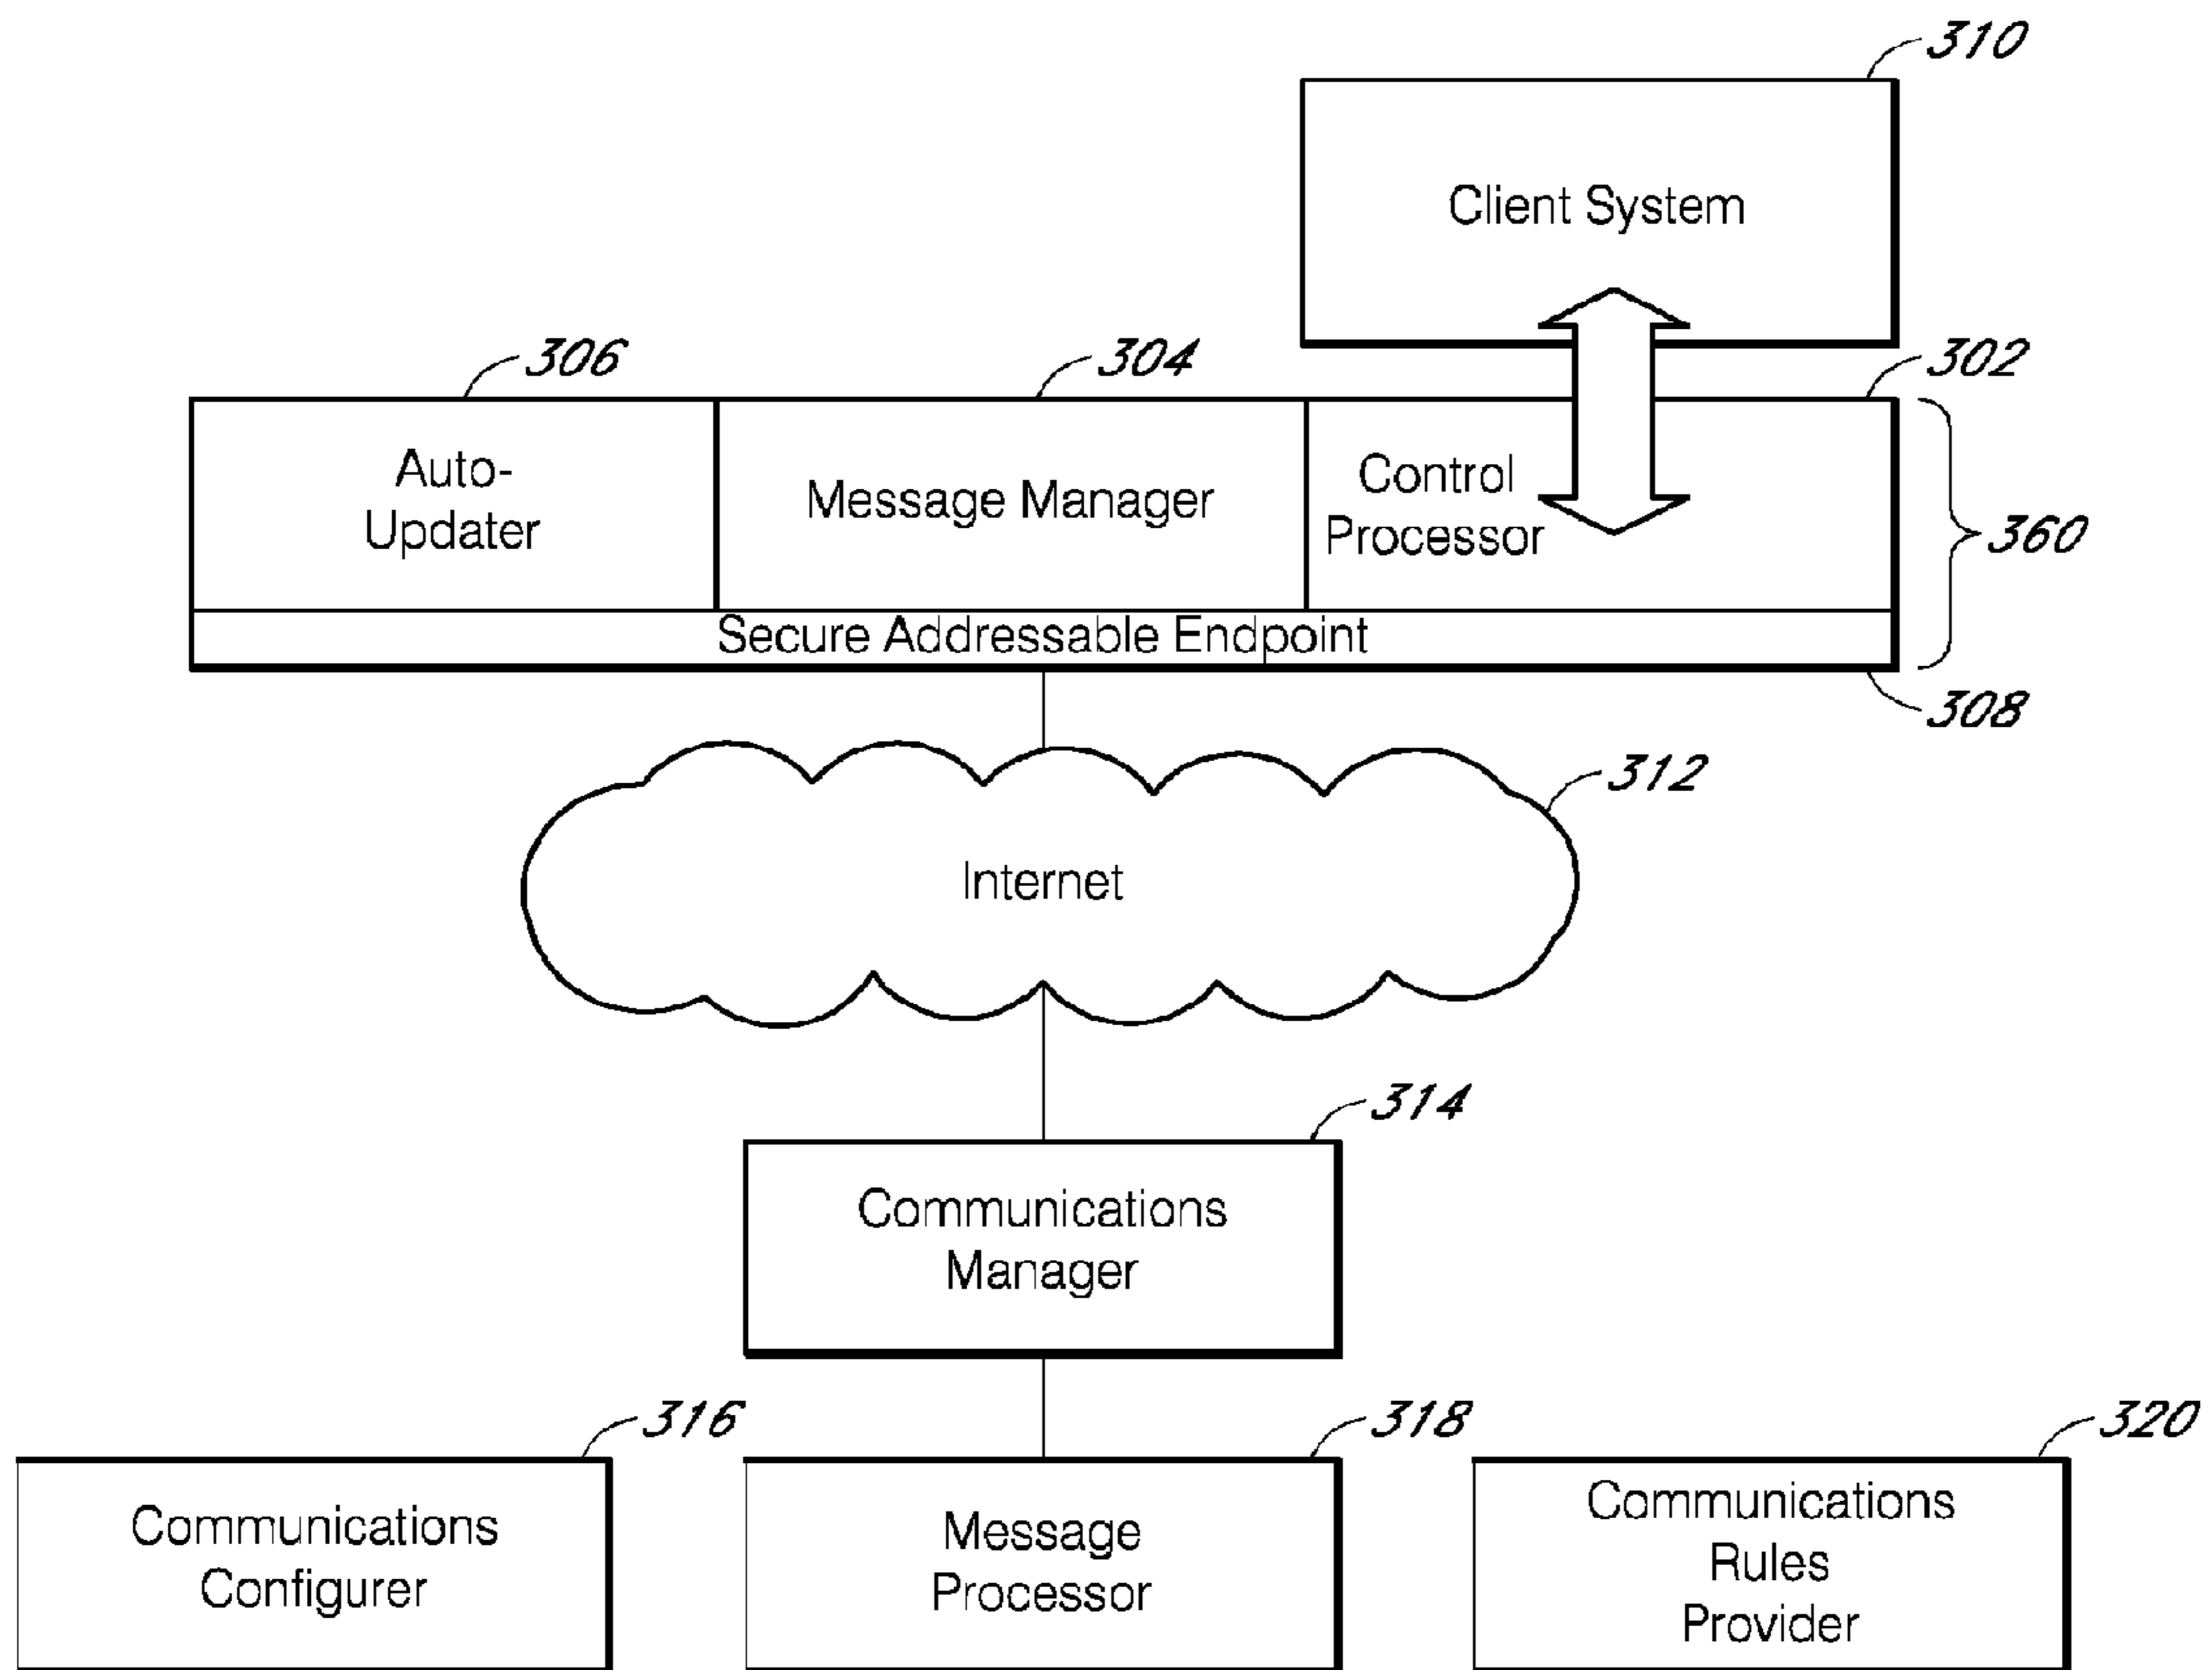 310
Client System
306
304
302
Auto-
Updater
Message Manager
Control
Processor
360
Secure Addressable Endpoint
308
312
Internet
314
Communications
Manager
316
318
320
Communications
Configurer
Message
Processor
Communications
Rules
Provider